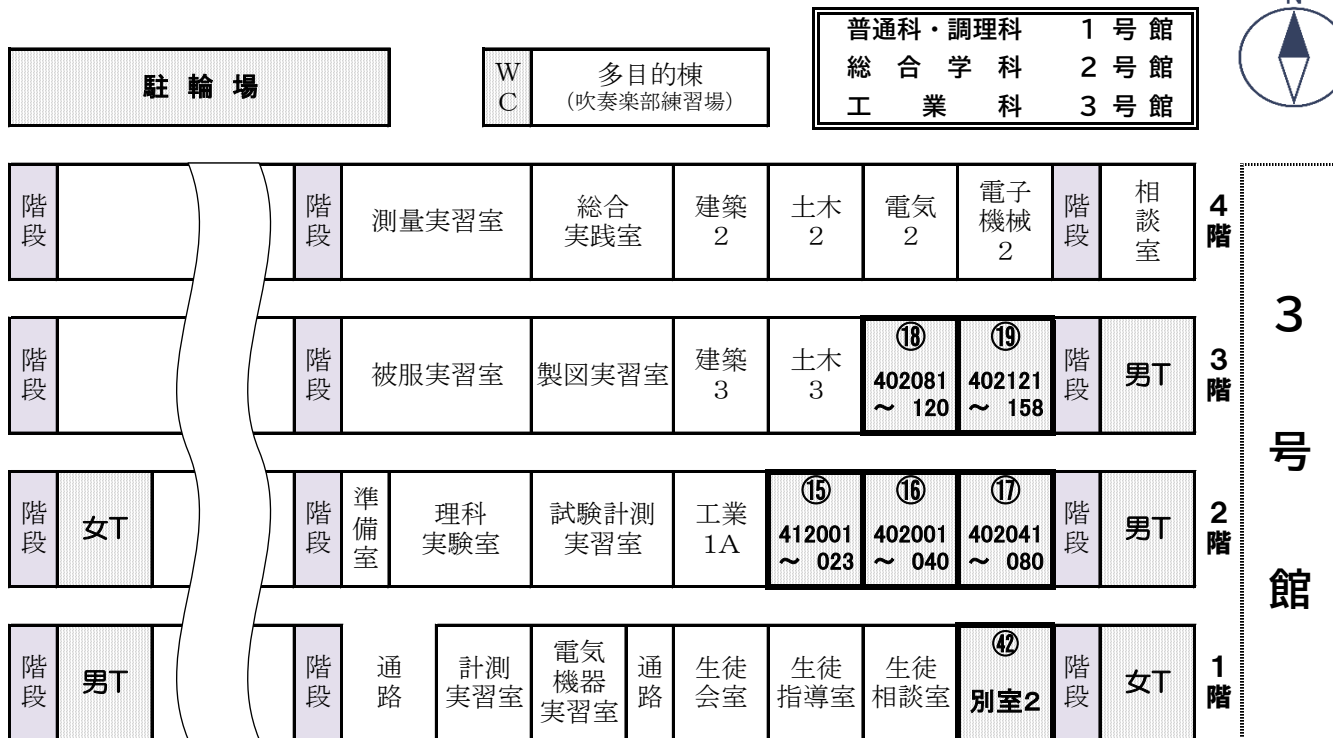 N
普通科・調理科 1号館
総合学科 2号館
工業科 3号館
駐輪場
WC
多目的棟
(吹奏楽部練習場)
階段
階段
測量実習室
総合
実践室
建築
2
土木
2
電気
2
電子
機械
2
階段
相談室
4階
階段
階段
被服実習室
製図実習室
建築
3
土木
3
⑱
402081
～ 120
⑲
402121
～ 158
階段
男T
3階
階段
女T
階段
準備室
理科
実験室
試験計測
実習室
工業
1A
⑮
412001
～ 023
⑯
402001
～ 040
⑰
402041
～ 080
階段
男T
2階
階段
男T
階段
通路
計測
実習室
電気
機器
実習室
通路
生徒
会室
生徒
指導室
生徒
相談室
㊷
別室2
階段
女T
1階
3号館